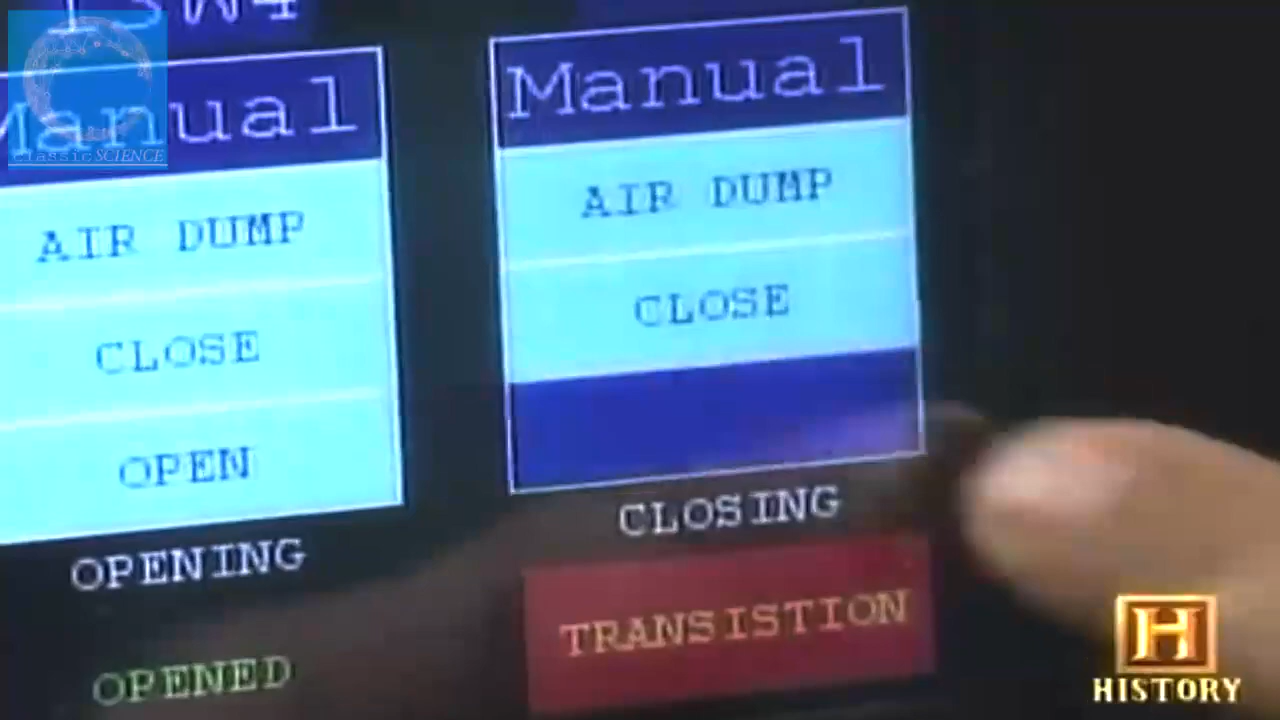 Manual
AIR DUMP
CLOSE
OPEN
OPENING
OPENED
Manual
AIR DUMP
CLOSE
CLOSING
TRANSISTION
Classic SCIENCE
H
HISTORY